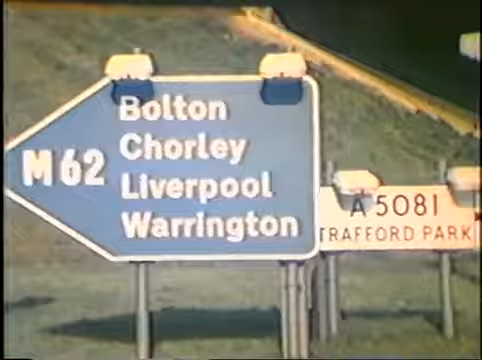 M62
Bolton
Chorley
Liverpool
Warrington
A 5081
TRAFFORD PARK